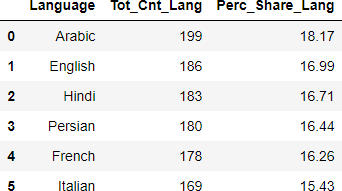 Language Tot_Cnt_Lang Perc_Share_Lang
0 Arabic 199 18.17
1 English 186 16.99
2 Hindi 183 16.71
3 Persian 180 16.44
4 French 178 16.26
5 Italian 169 15.43